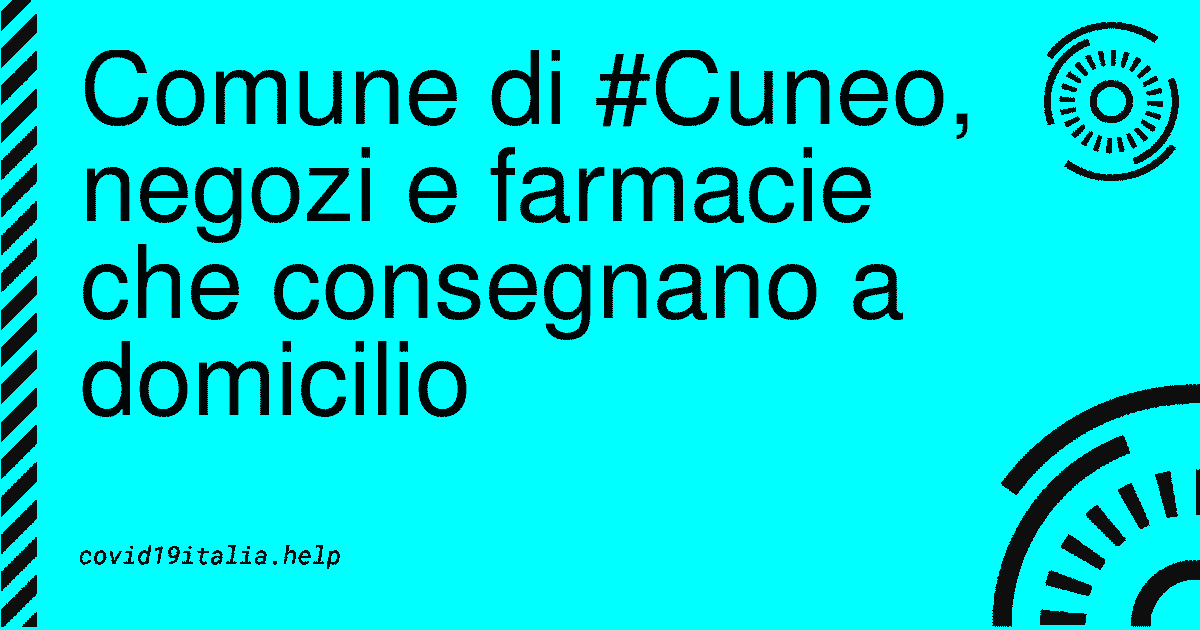 Comune di #Cuneo,
negozi e farmacie
che consegnano a
domicilio
covid19italia.help